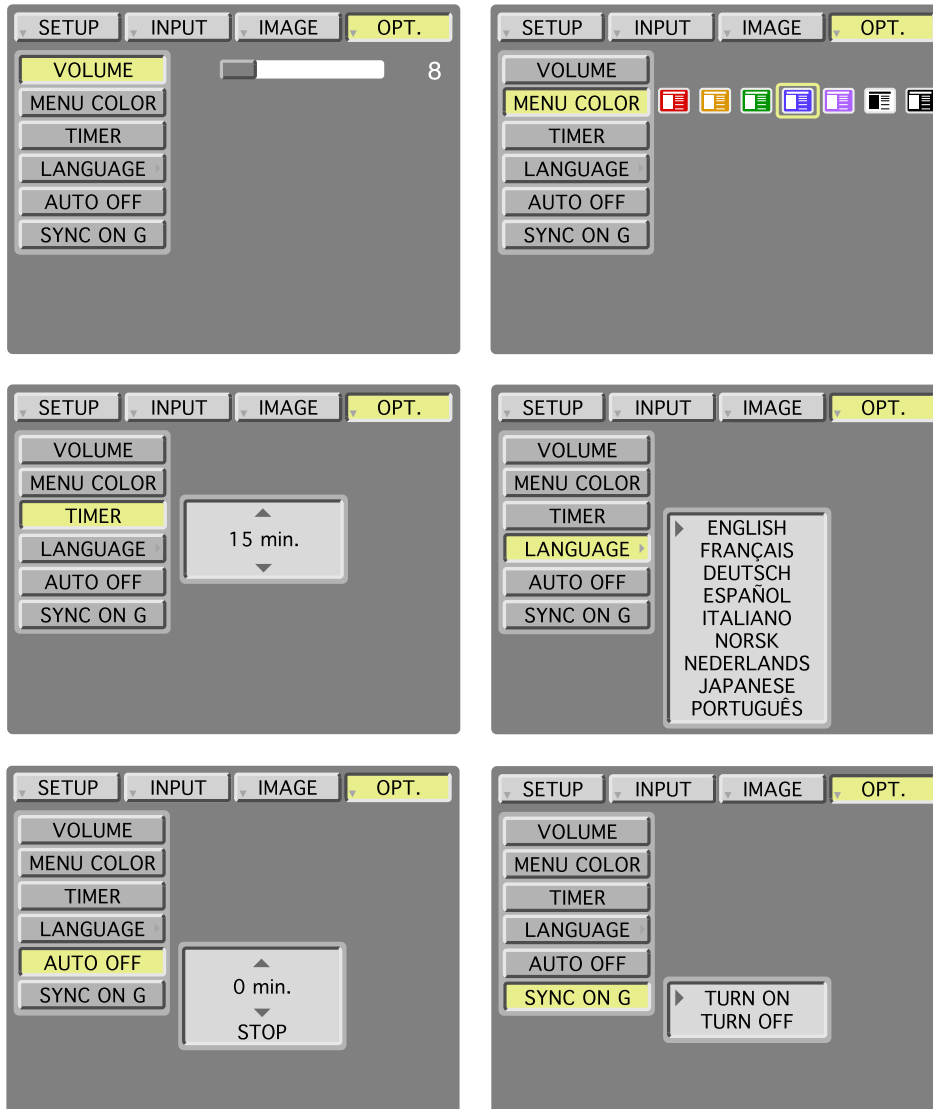 SETUP INPUT IMAGE OPT.
VOLUME 8
MENU COLOR
TIMER
LANGUAGE
AUTO OFF
SYNC ON G
SETUP INPUT IMAGE OPT.
VOLUME
MENU COLOR
TIMER
LANGUAGE
AUTO OFF
SYNC ON G
SETUP INPUT IMAGE OPT.
VOLUME
MENU COLOR
TIMER
LANGUAGE
AUTO OFF
SYNC ON G
15 min.
SETUP INPUT IMAGE OPT.
VOLUME
MENU COLOR
TIMER
LANGUAGE
AUTO OFF
SYNC ON G
ENGLISH
FRANÇAIS
DEUTSCH
ESPAÑOL
ITALIANO
NORSK
NEDERLANDS
JAPANESE
PORTUGUÊS
SETUP INPUT IMAGE OPT.
VOLUME
MENU COLOR
TIMER
LANGUAGE
AUTO OFF
SYNC ON G
0 min.
STOP
SETUP INPUT IMAGE OPT.
VOLUME
MENU COLOR
TIMER
LANGUAGE
AUTO OFF
SYNC ON G
TURN ON
TURN OFF